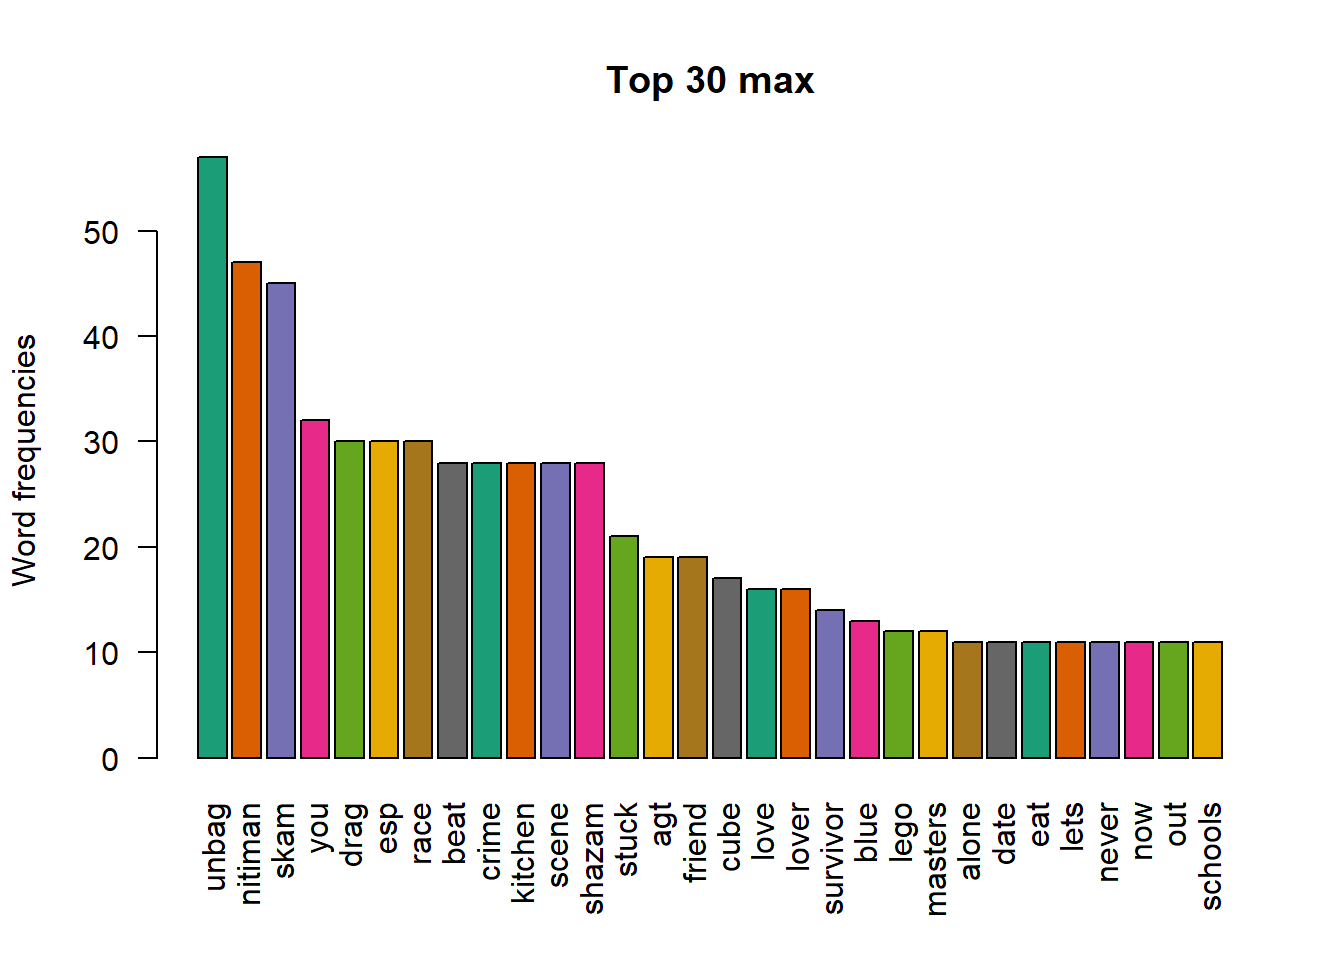 Top 30 max
Word frequencies
50
40
30
20
10
0
unbag
nitiman
skam
you
drag
esp
race
beat
crime
kitchen
scene
shazam
stuck
agt
friend
cube
love
lover
survivor
blue
lego
masters
alone
date
eat
lets
never
now
out
schools